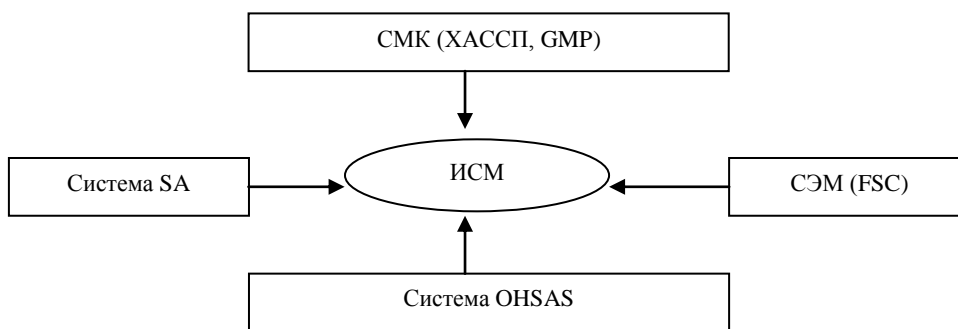 СМК (ХАССП, GMP)
ИСМ
Система SA
СЭМ (FSC)
Система OHSAS